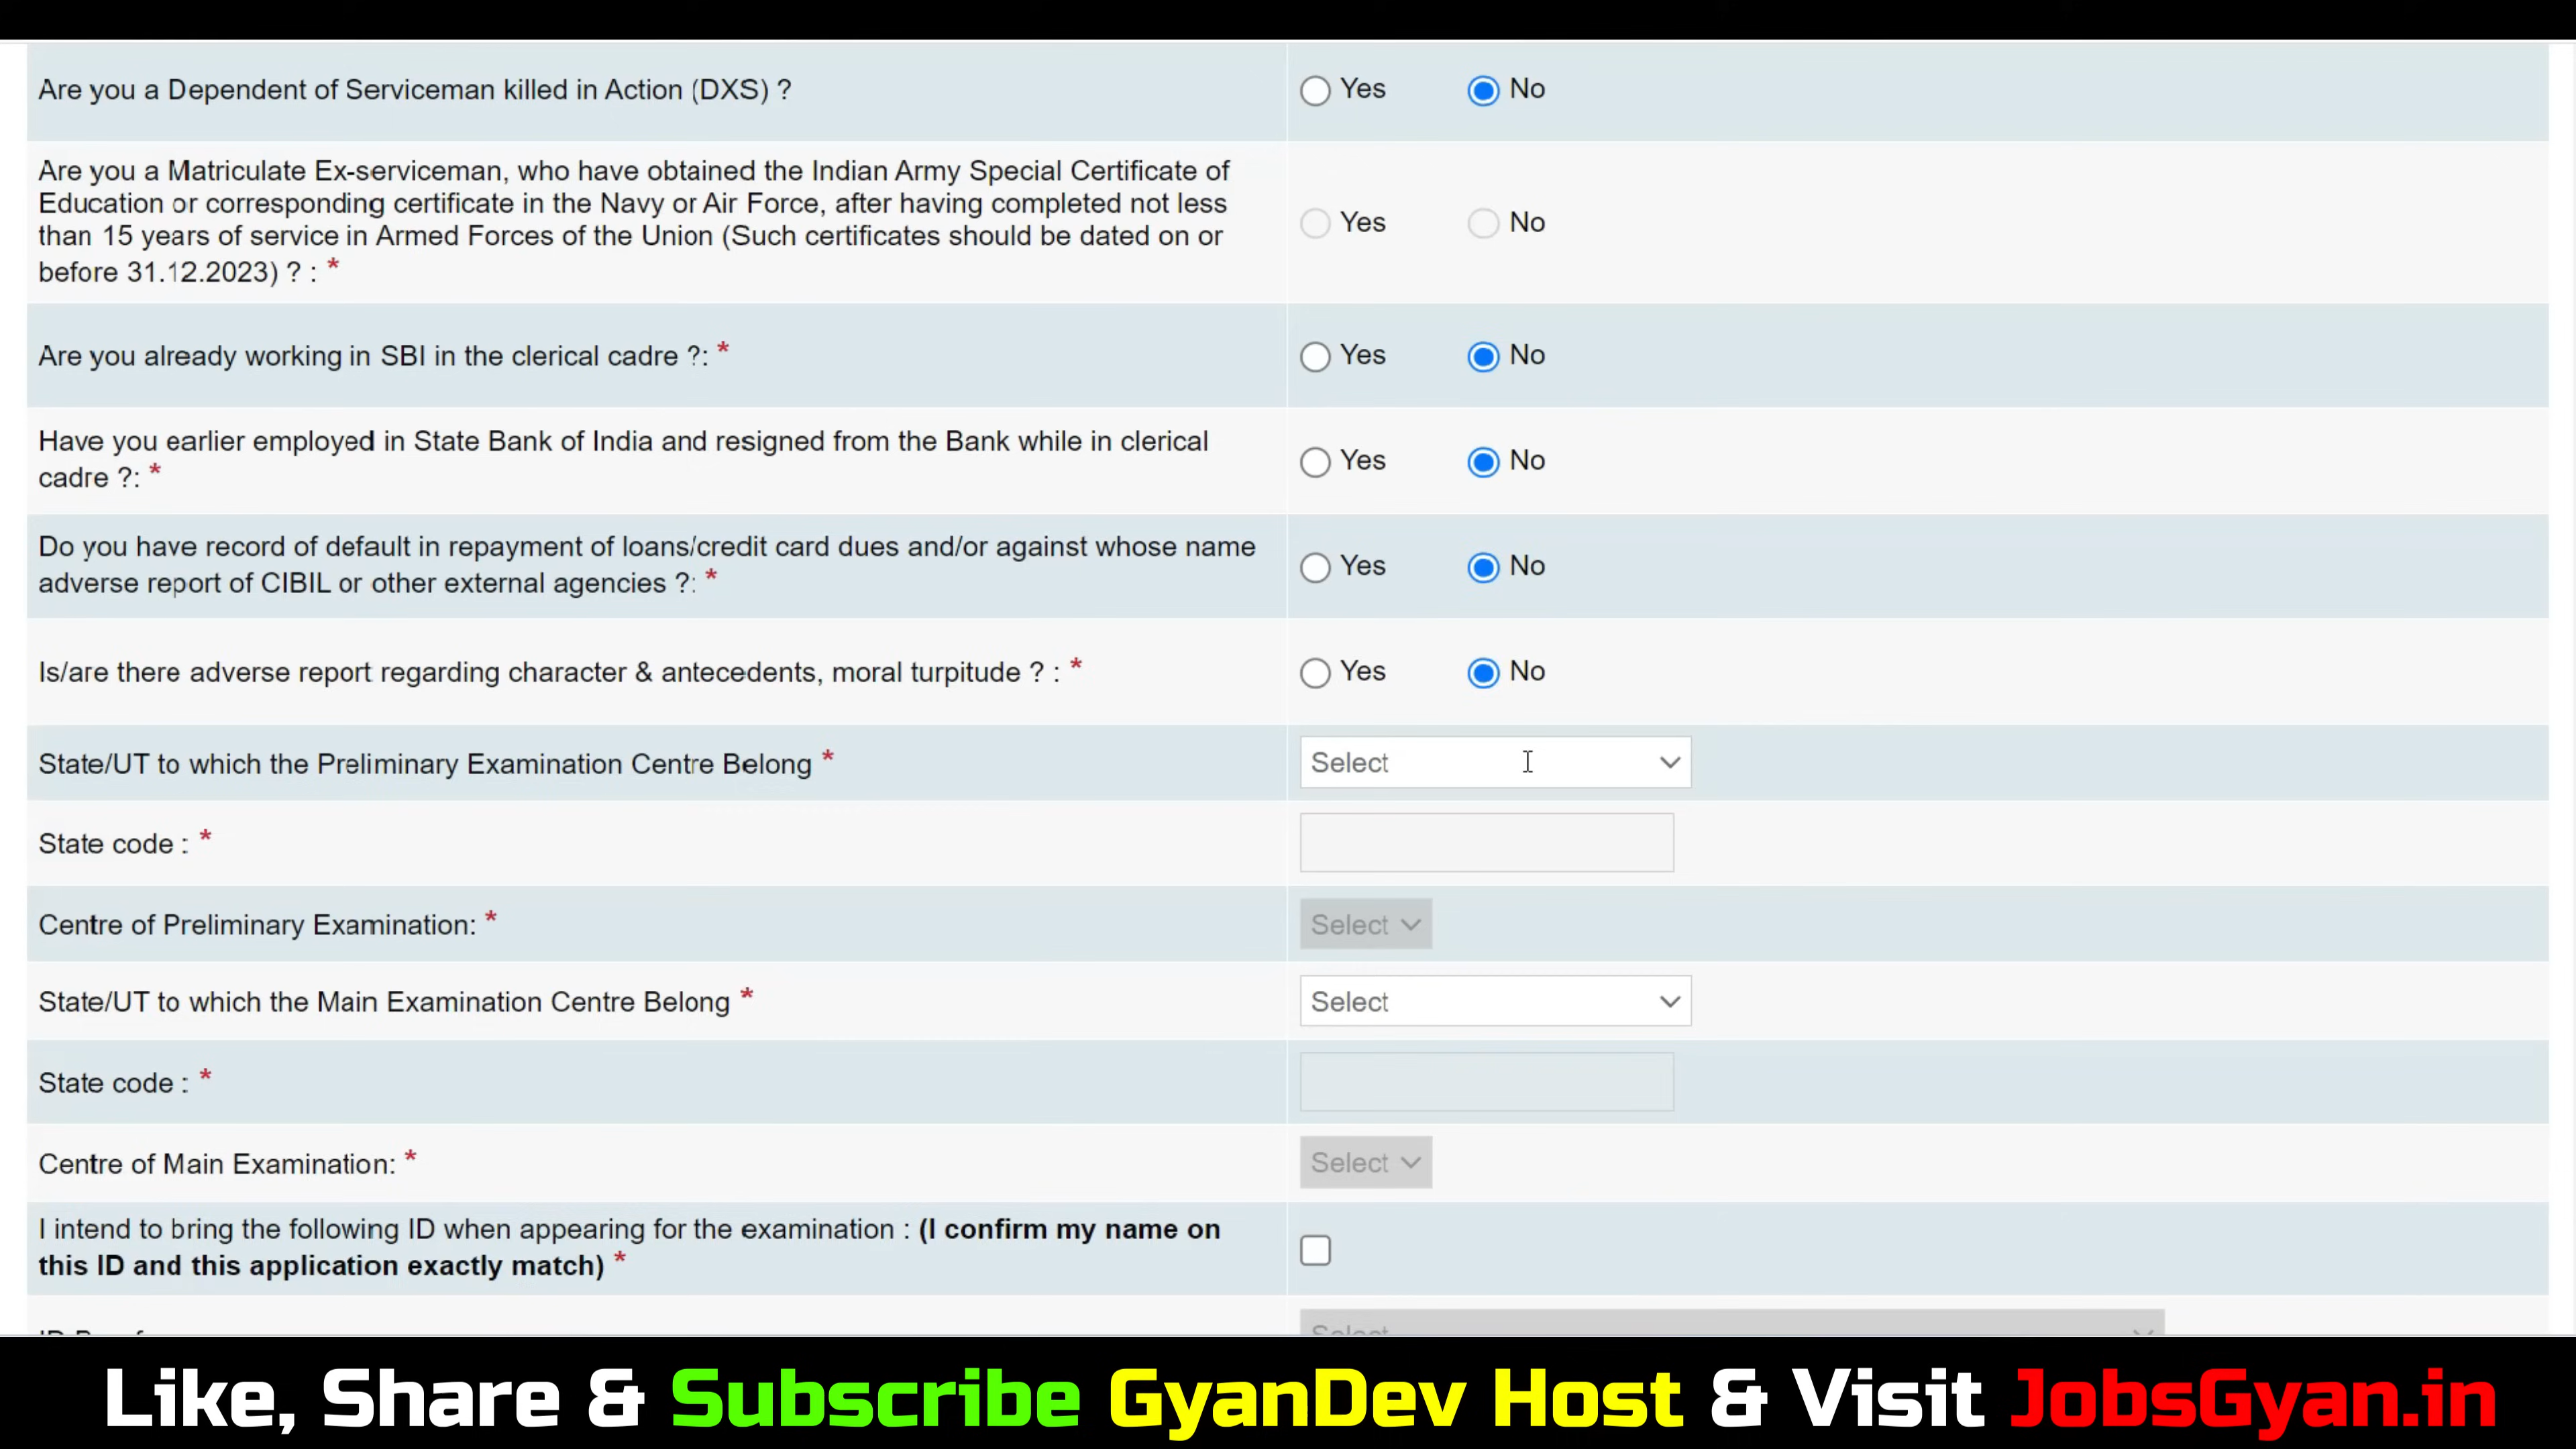 Are you a Dependent of Serviceman killed in Action (DXS) ? Yes No
Are you a Matriculate Ex-serviceman, who have obtained the Indian Army Special Certificate of
Education or corresponding certificate in the Navy or Air Force, after having completed not less
than 15 years of service in Armed Forces of the Union (Such certificates should be dated on or
before 31.12.2023) ? : *
Yes No
Are you already working in SBI in the clerical cadre ?: * Yes No
Have you earlier employed in State Bank of India and resigned from the Bank while in clerical
cadre ?: *
Yes No
Do you have record of default in repayment of loans/credit card dues and/or against whose name
adverse report of CIBIL or other external agencies ?: *
Yes No
Is/are there adverse report regarding character & antecedents, moral turpitude ? : * Yes No
State/UT to which the Preliminary Examination Centre Belong * Select
State code : *
Centre of Preliminary Examination: * Select
State/UT to which the Main Examination Centre Belong * Select
State code : *
Centre of Main Examination: * Select
I intend to bring the following ID when appearing for the examination : (I confirm my name on
this ID and this application exactly match) *
Select
Like, Share & Subscribe GyanDev Host & Visit JobsGyan.in